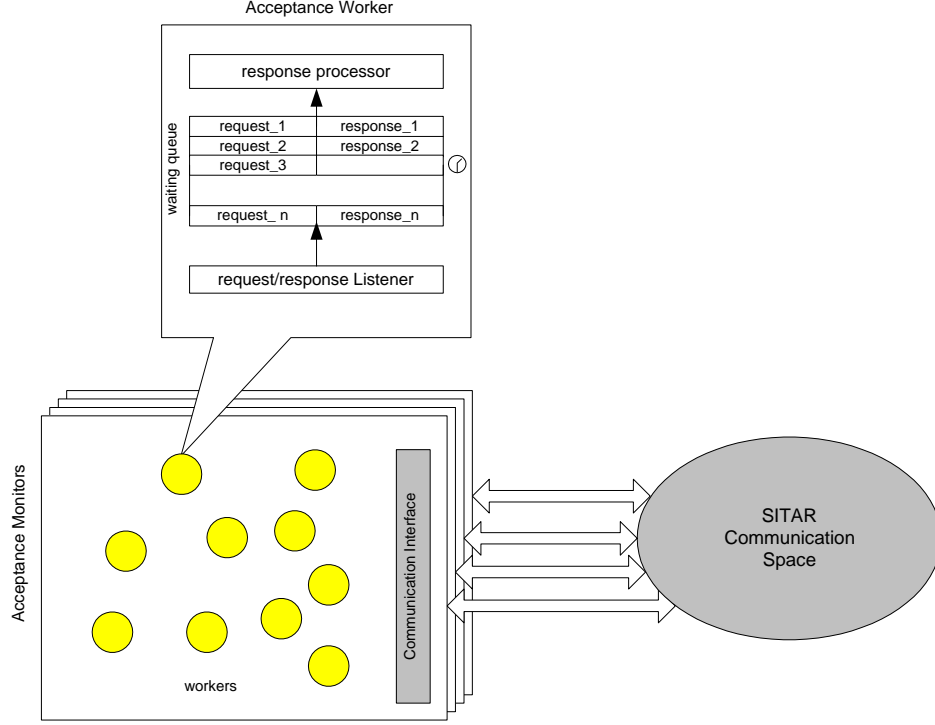 Acceptance Worker
response processor
waiting queue
request_1 response_1
request_2 response_2
request_3
request_ n response_n
request/response Listener
Acceptance Monitors
workers
Communication Interface
SITAR
Communication
Space